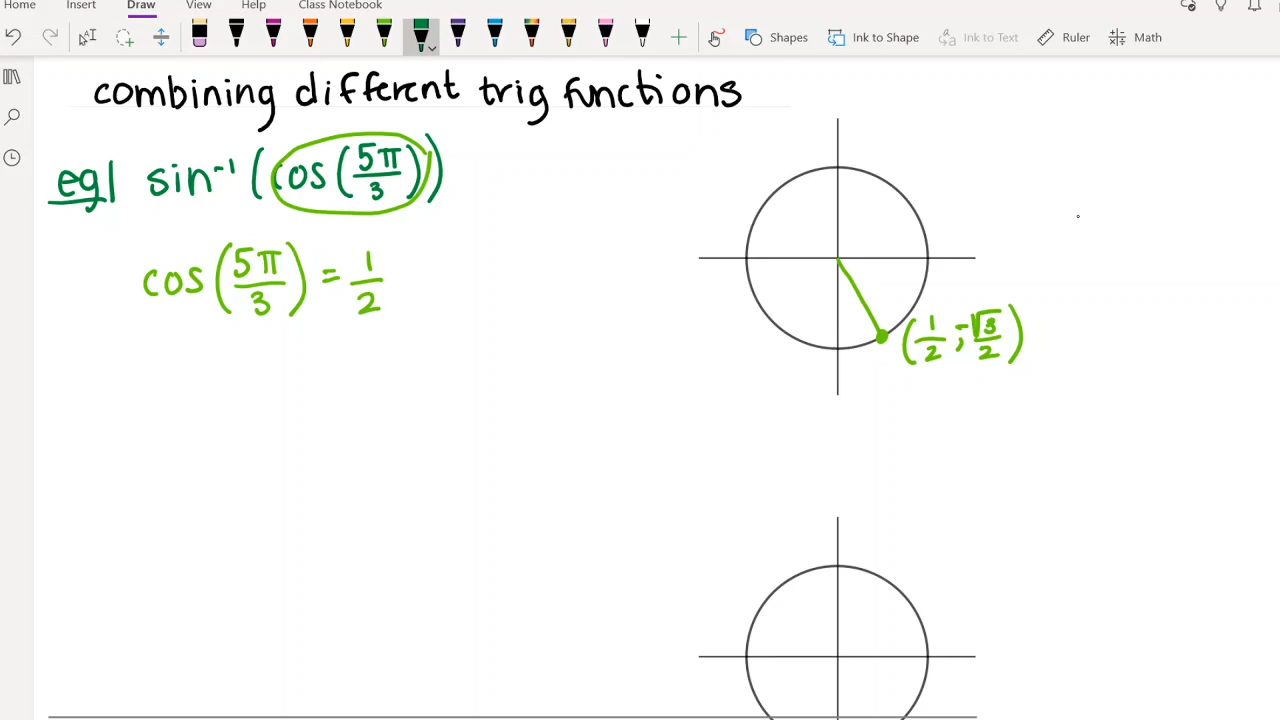 Home Insert Draw View Help Class Notebook
Shapes Ink to Shape Ink to Text Ruler Math
combining different trig functions
eg1 sin⁻¹(cos(5π/3))
cos(5π/3) = 1/2
(1/2, -√3/2)